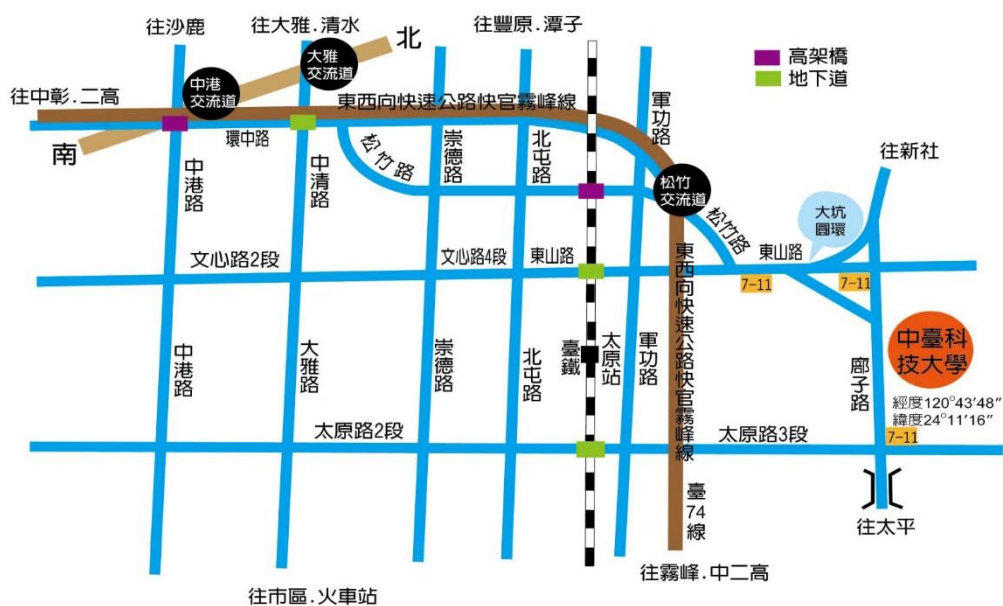 往沙鹿
往大雅.清水
往豐原.潭子
北
高架橋
地下道
大雅
交流道
中港
交流道
往中彰.二高
東西向快速公路快官霧峰線
軍功路
南
環中路
中港路
中清路
松竹路
崇德路
北屯路
往新社
松竹
交流道
松竹路
大坑
圓環
文心路2段
文心路4段
東山路
東山路
7-11
7-11
東西向快速公路快官霧峰線
中港路
大雅路
崇德路
北屯路
臺鐵
太原站
軍功路
廍子路
中臺科
技大學
經度120°43'48"
緯度24°11'16"
7-11
太原路2段
太原路3段
臺74線
往太平
往霧峰.中二高
往市區.火車站